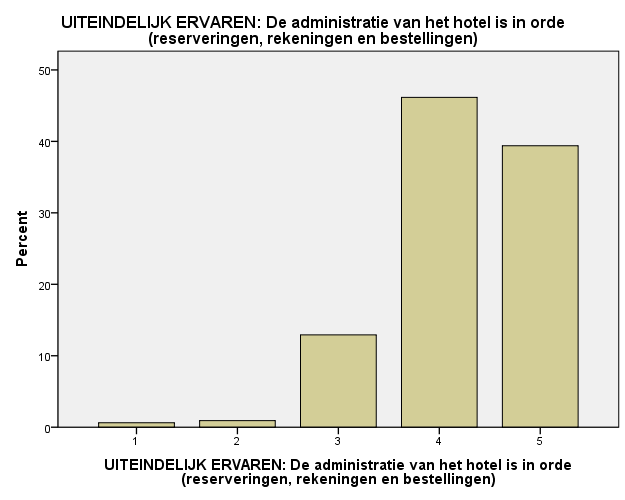 UITEINDELIJK ERVAREN: De administratie van het hotel is in orde
(reserveringen, rekeningen en bestellingen)
50
40
30
20
10
0
Percent
1 2 3 4 5
UITEINDELIJK ERVAREN: De administratie van het hotel is in orde
(reserveringen, rekeningen en bestellingen)